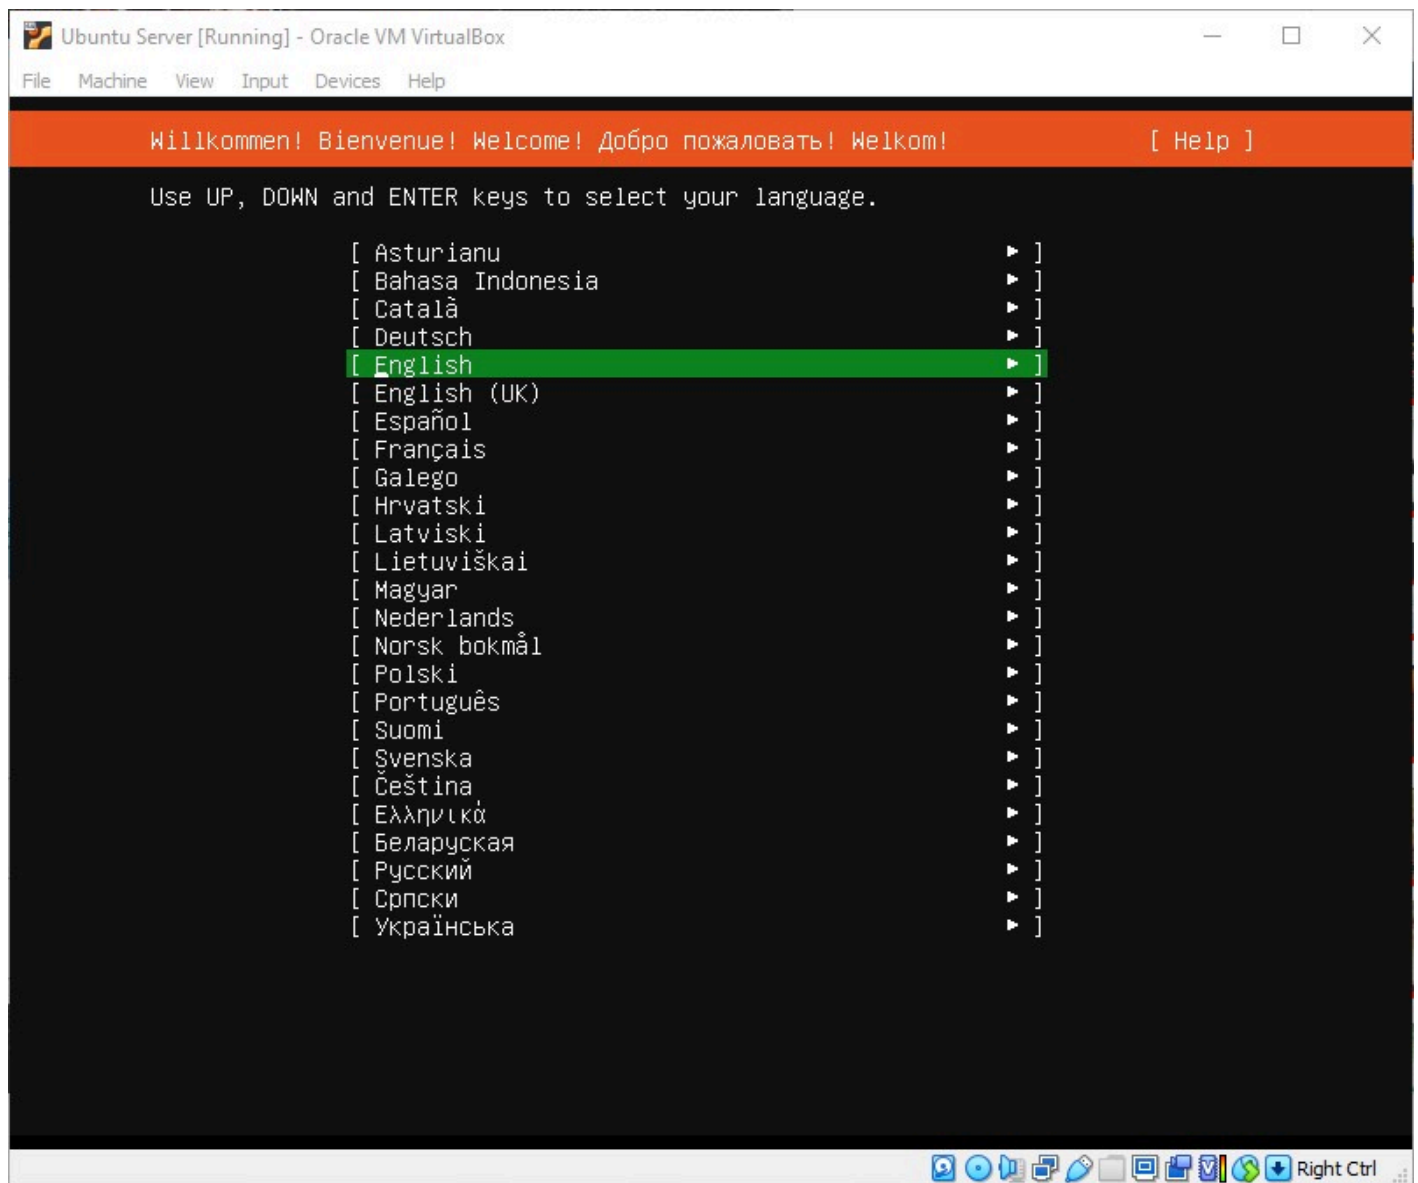 Ubuntu Server [Running] - Oracle VM VirtualBox
File Machine View Input Devices Help
Willkommen! Bienvenue! Welcome! Добро пожаловать! Welkom! [ Help ]
Use UP, DOWN and ENTER keys to select your language.
[ Asturianu ► ]
[ Bahasa Indonesia ► ]
[ Català ► ]
[ Deutsch ► ]
[ English ► ]
[ English (UK) ► ]
[ Español ► ]
[ Français ► ]
[ Galego ► ]
[ Hrvatski ► ]
[ Latviski ► ]
[ Lietuviškai ► ]
[ Magyar ► ]
[ Nederlands ► ]
[ Norsk bokmål ► ]
[ Polski ► ]
[ Português ► ]
[ Suomi ► ]
[ Svenska ► ]
[ Čeština ► ]
[ Ελληνικά ► ]
[ Беларуская ► ]
[ Русский ► ]
[ Српски ► ]
[ Українська ► ]
Right Ctrl